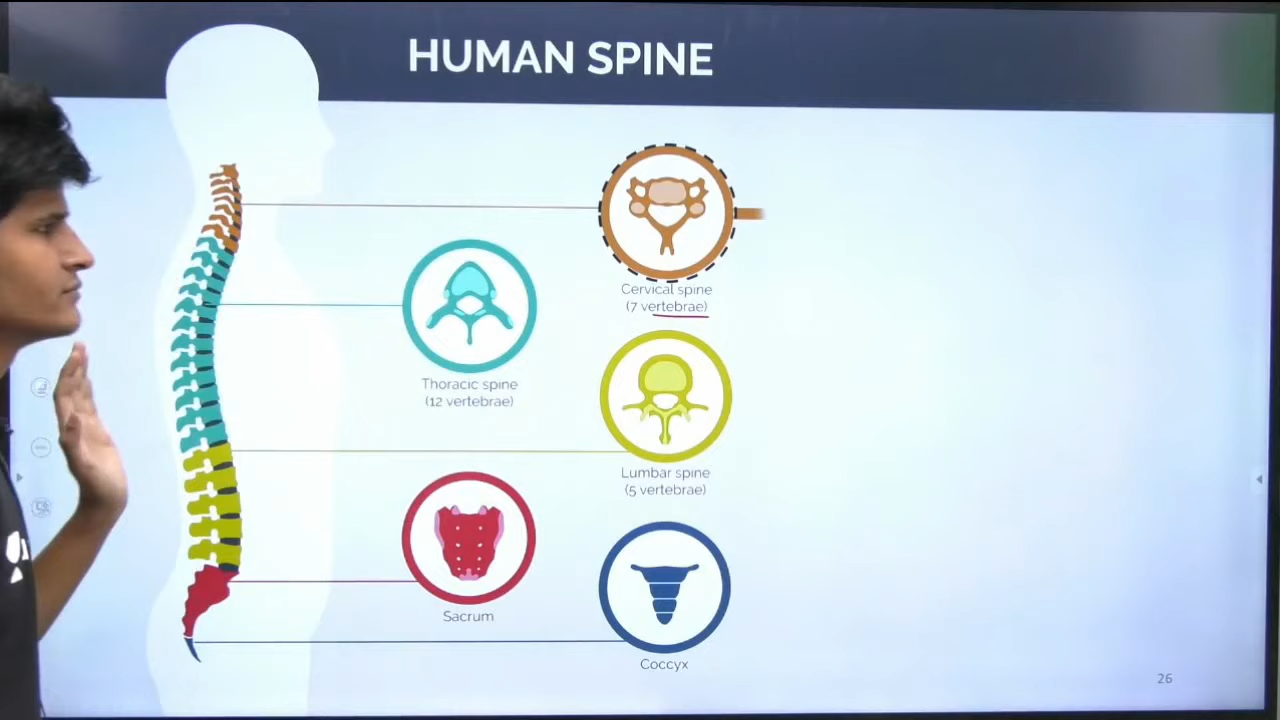 HUMAN SPINE
Cervical spine
(7 vertebrae)
Thoracic spine
(12 vertebrae)
Lumbar spine
(5 vertebrae)
Sacrum
Coccyx
26